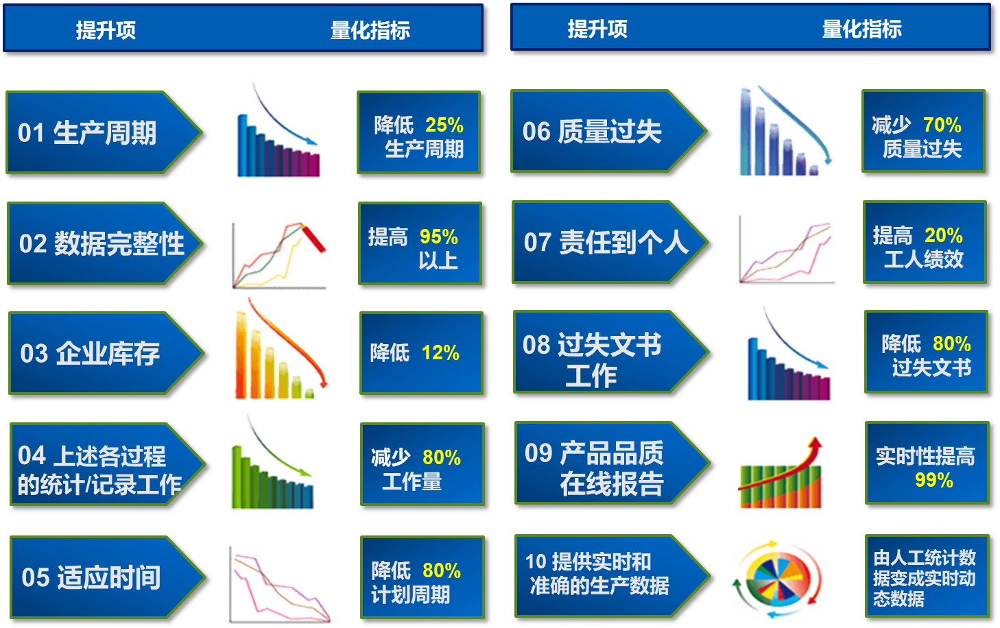 提升项 量化指标
01 生产周期
降低 25%
生产周期
02 数据完整性
提高 95%
以上
03 企业库存
降低 12%
04 上述各过程
的统计/记录工作
减少 80%
工作量
05 适应时间
降低 80%
计划周期
提升项 量化指标
06 质量过失
减少 70%
质量过失
07 责任到个人
提高 20%
工人绩效
08 过失文书
工作
降低 80%
过失文书
09 产品品质
在线报告
实时性提高
99%
10 提供实时和
准确的生产数据
由人工统计数
据变成实时动
态数据